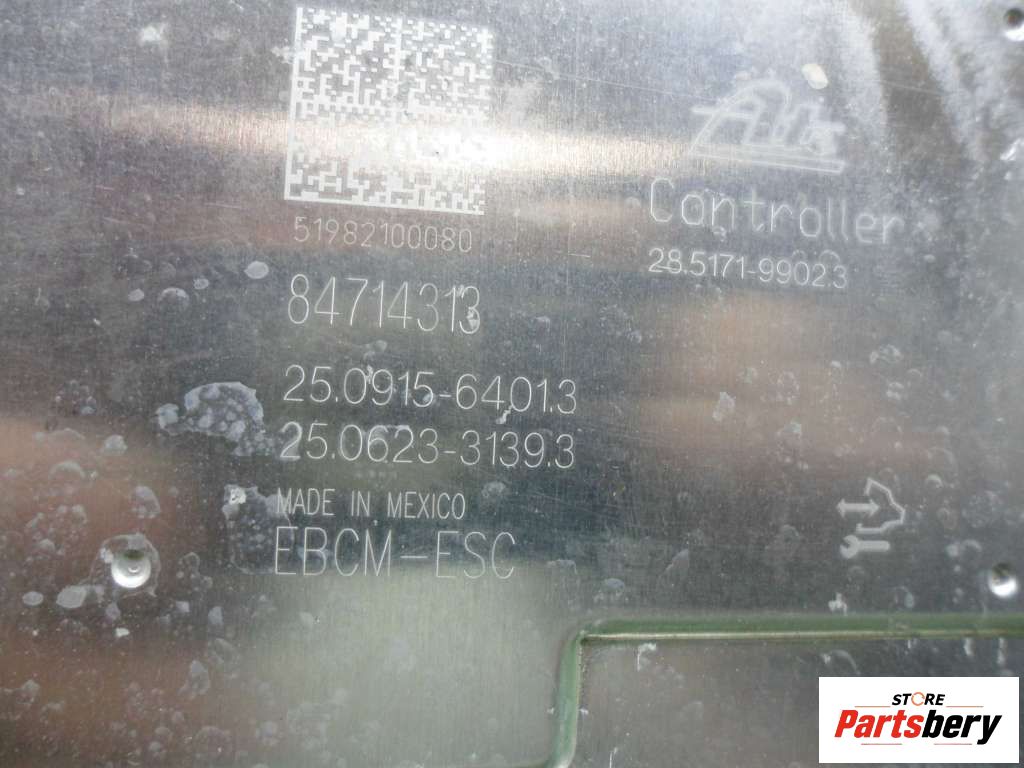 51982100080
Ate
Controller
28.5171-9902.3
84714313
25.0915-6401.3
25.0623-3139.3
MADE IN MEXICO
EBCM-ESC
STORE
Partsbery